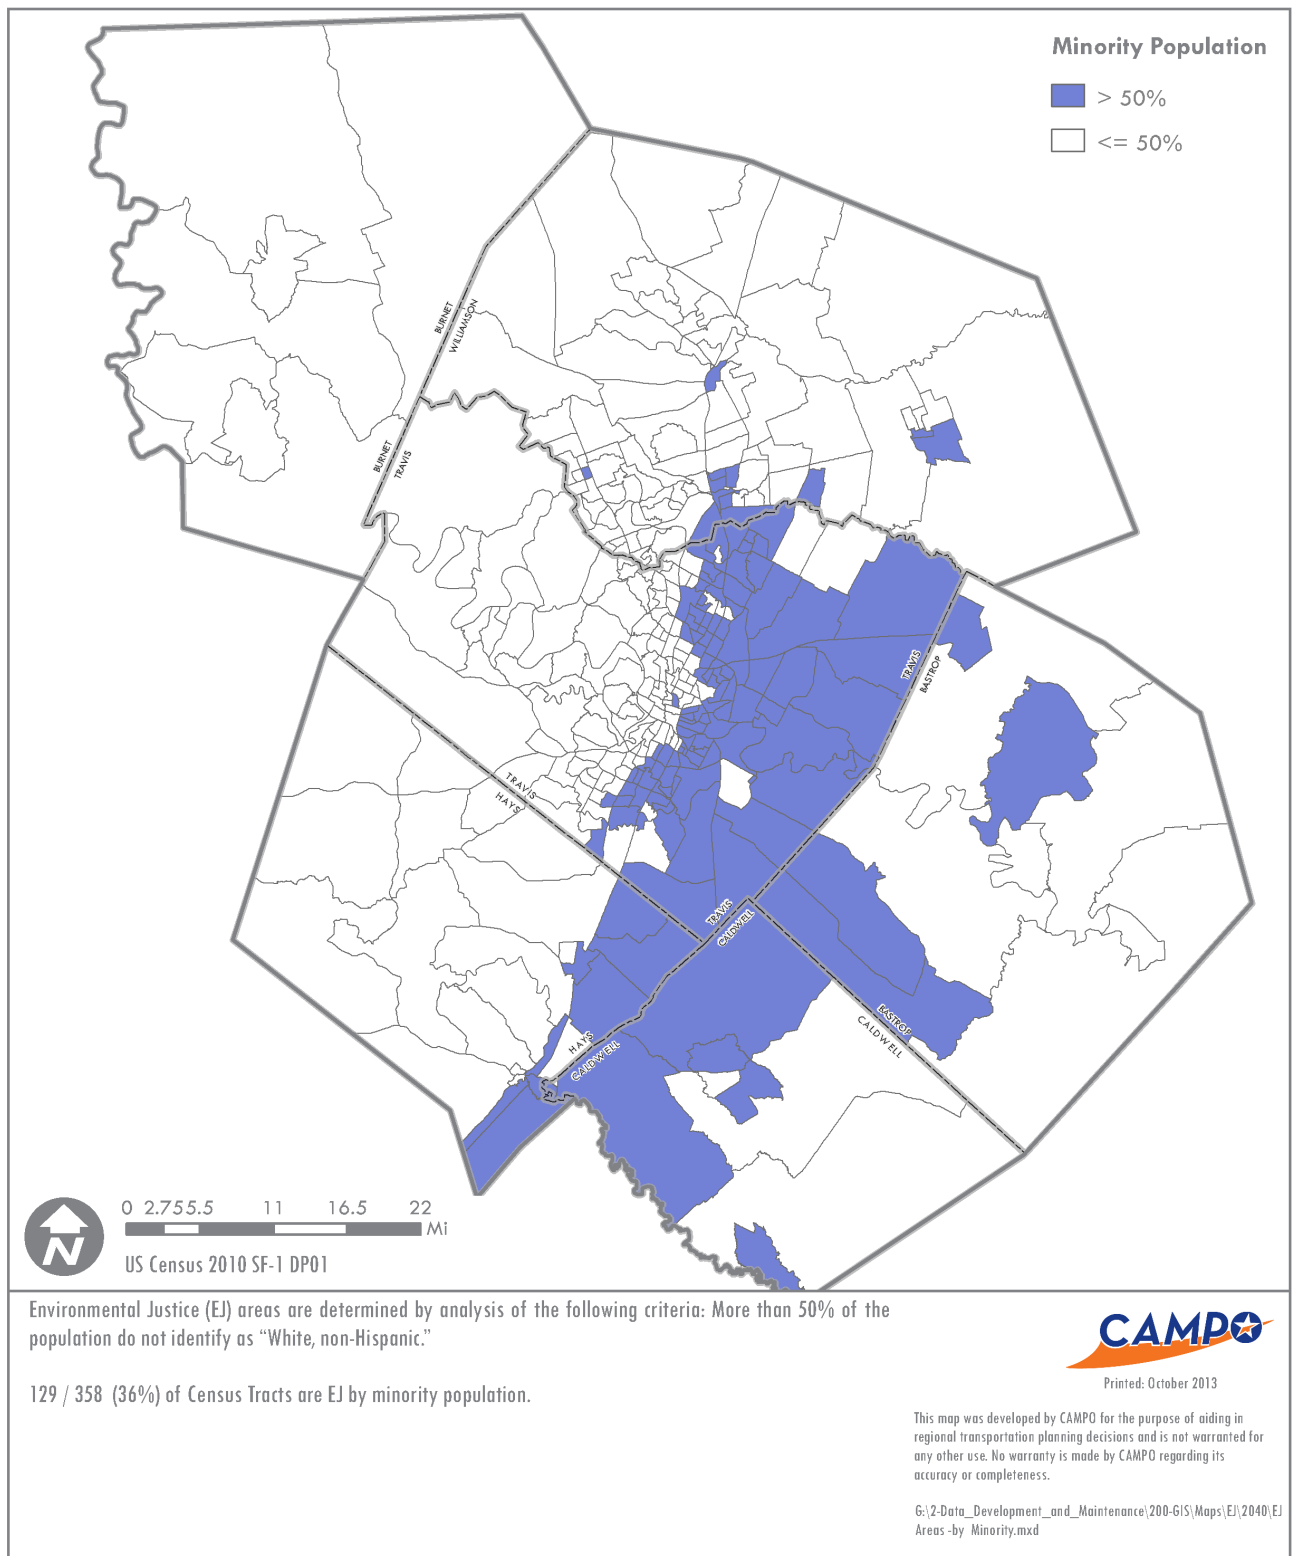 Minority Population
> 50%
<= 50%
BURNET
WILLIAMSON
BURNET
TRAVIS
TRAVIS
BASTROP
TRAVIS
HAYS
TRAVIS
CALDWELL
BASTROP
CALDWELL
HAYS
CALDWELL
0 2.75 5.5 11 16.5 22
Mi
N
US Census 2010 SF-1 DP01
Environmental Justice (EJ) areas are determined by analysis of the following criteria: More than 50% of the
population do not identify as “White, non-Hispanic.”
129 / 358 (36%) of Census Tracts are EJ by minority population.
CAMPO
Printed: October 2013
This map was developed by CAMPO for the purpose of aiding in
regional transportation planning decisions and is not warranted for
any other use. No warranty is made by CAMPO regarding its
accuracy or completeness.
G:\2-Data_Development_and_Maintenance\200-GIS\Maps\EJ\2040\EJ
Areas -by Minority.mxd